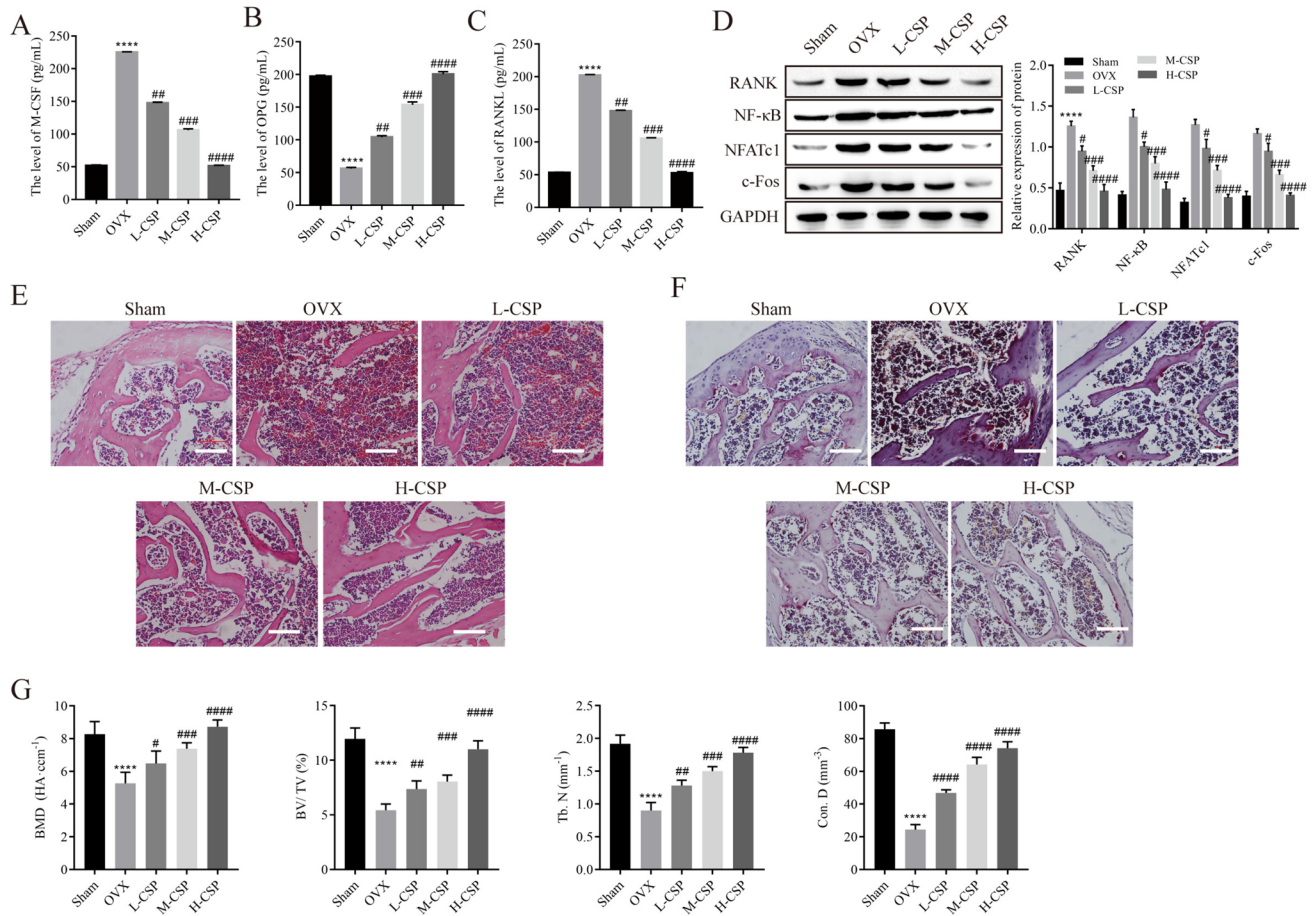 A
The level of M-CSF (pg/mL)
250
200
150
100
50
0
****
##
###
####
Sham
OVX
L-CSP
M-CSP
H-CSP
B
The level of OPG (pg/mL)
250
200
150
100
50
0
****
##
###
####
Sham
OVX
L-CSP
M-CSP
H-CSP
C
The level of RANKL (pg/mL)
250
200
150
100
50
0
****
##
###
####
Sham
OVX
L-CSP
M-CSP
H-CSP
D
Sham
OVX
L-CSP
M-CSP
H-CSP
RANK
NF-κB
NFATc1
c-Fos
GAPDH
Sham
OVX
L-CSP
M-CSP
H-CSP
Relative expression of protein
2.0
1.5
1.0
0.5
0.0
****
#
###
####
#
###
####
#
###
####
#
###
####
RANK
NF-κB
NFATc1
c-Fos
E
Sham
OVX
L-CSP
M-CSP
H-CSP
F
Sham
OVX
L-CSP
M-CSP
H-CSP
G
BMD (HA·ccm⁻¹)
10
8
6
8
2
0
****
#
###
####
Sham
OVX
L-CSP
M-CSP
H-CSP
BV/ TV (%)
15
10
5
0
****
##
###
####
Sham
OVX
L-CSP
M-CSP
H-CSP
Tb. N (mm⁻¹)
2.5
2.0
1.5
1.0
0.5
0.0
****
##
###
####
Sham
OVX
L-CSP
M-CSP
H-CSP
Con. D (mm⁻³)
100
80
60
40
20
0
****
####
####
####
Sham
OVX
L-CSP
M-CSP
H-CSP